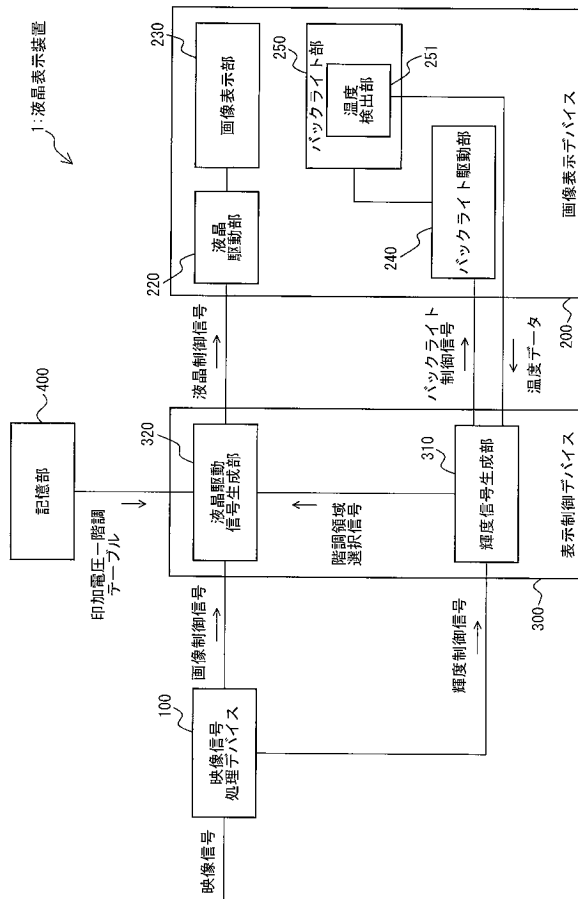 1:液晶表示装置
400
記憶部
印加電圧ー階調
テーブル
映像信号
100
映像信号
処理デバイス
画像制御信号
輝度制御信号
320
液晶駆動
信号生成部
階調領域
選択信号
310
輝度信号生成部
300
表示制御デバイス
液晶制御信号
バックライト
制御信号
温度データ
220
液晶
駆動部
230
画像表示部
250
バックライト部
温度
検出部
251
240
バックライト駆動部
200
画像表示デバイス